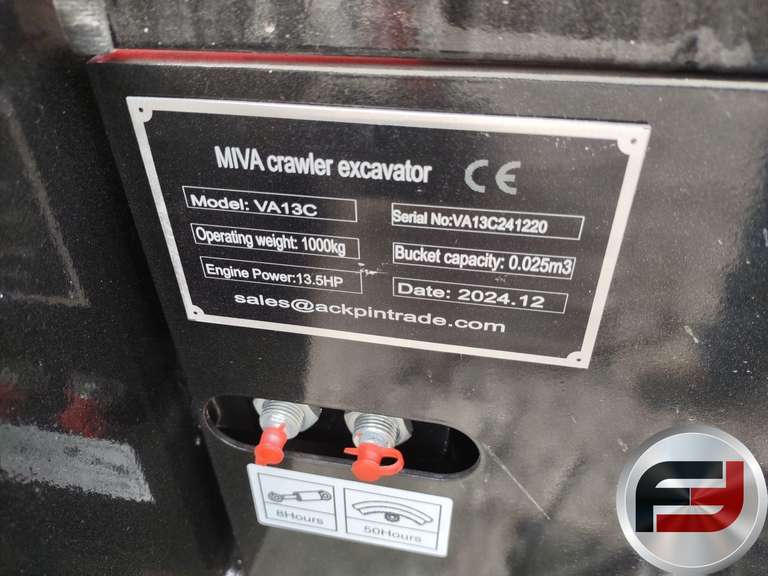 MIVA crawler excavator CE
Model: VA13C
Serial No:VA13C241220
Operating weight: 1000kg
Bucket capacity: 0.025m3
Engine Power:13.5HP
Date: 2024.12
sales@ackpintrade.com
8Hours
50Hours